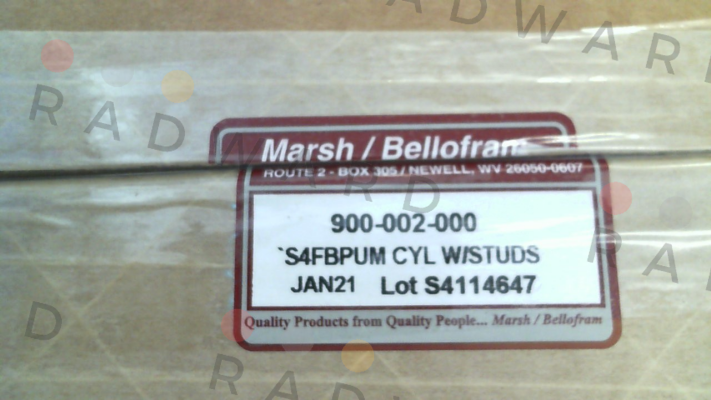 RADWARD
Marsh / Bellofram
ROUTE 2 - BOX 305 / NEWELL, WV 26050-0607
900-002-000
`S4FBPUM CYL W/STUDS
JAN21 Lot S4114647
Quality Products from Quality People... Marsh / Bellofram